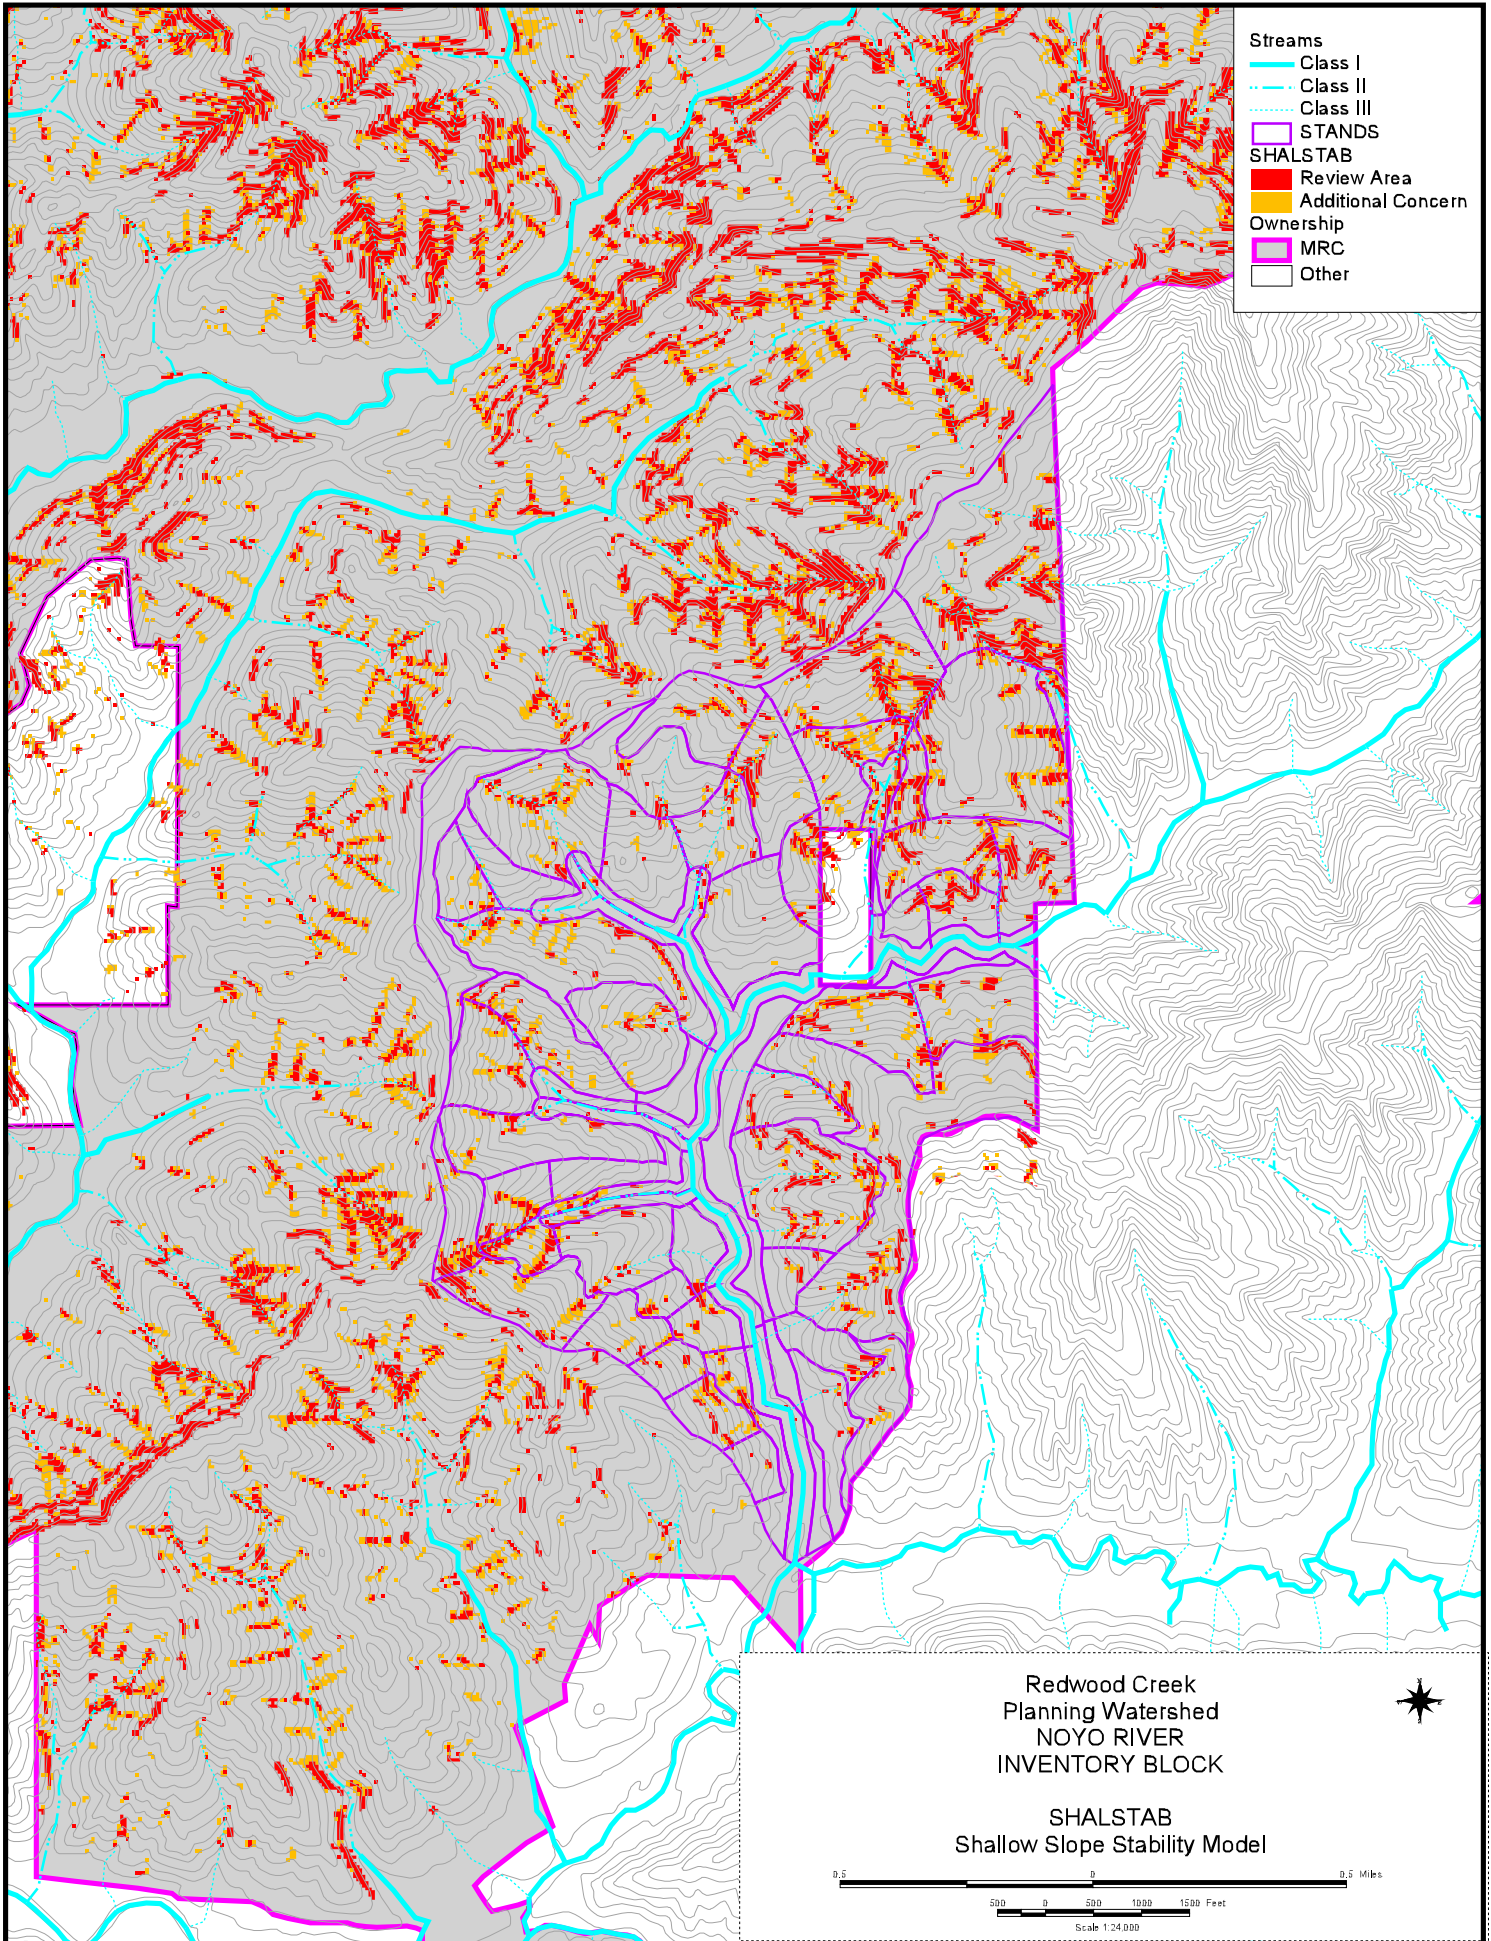 Streams
Class I
Class II
Class III
STANDS
SHALSTAB
Review Area
Additional Concern
Ownership
MRC
Other
Redwood Creek
Planning Watershed
NOYO RIVER
INVENTORY BLOCK
SHALSTAB
Shallow Slope Stability Model
0.5 0 0.5 Miles
500 0 500 1000 1500 Feet
Scale 1:24,000